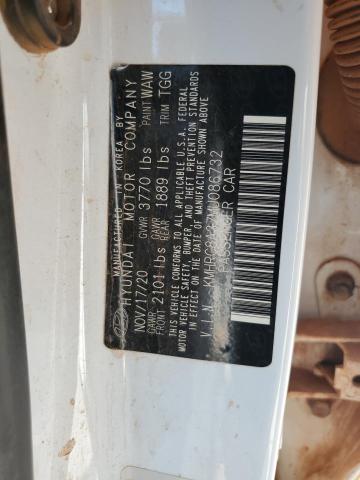 MANUFACTURED IN KOREA BY
HYUNDAI MOTOR COMPANY
NOV/17/20 GVWR 3770 lbs PAINT WAW
GAWR FRONT 2101 lbs GAWR REAR 1889 lbs TRIM TGG
THIS VEHICLE CONFORMS TO ALL APPLICABLE U.S.A. FEDERAL
MOTOR VEHICLE SAFETY, BUMPER, AND THEFT PREVENTION STANDARDS
IN EFFECT ON THE DATE OF MANUFACTURE SHOWN ABOVE
V.I.N
PASSENGER CAR